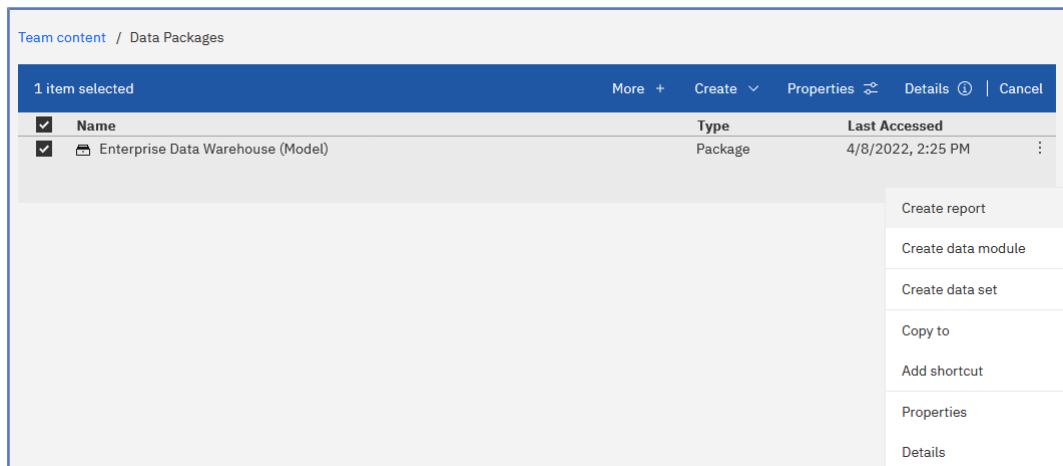 Team content / Data Packages
1 item selected More + Create Properties Details Cancel
Name Type Last Accessed
Enterprise Data Warehouse (Model) Package 4/8/2022, 2:25 PM
Create report
Create data module
Create data set
Copy to
Add shortcut
Properties
Details